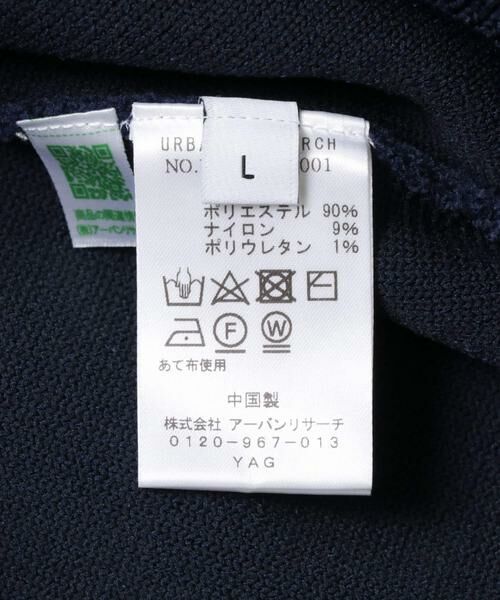 L
NO. 001
ポリエステル 90%
ナイロン 9%
ポリウレタン 1%
F W
あて布使用
中国製
株式会社 アーバンリサーチ
0120-967-013
YAG